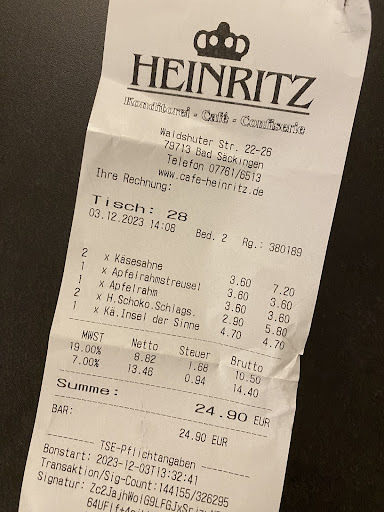 HEINRITZ
Konditorei - Café - Confiserie
Waldshuter Str. 22-26
79713 Bad Säckingen
Telefon 07761/6513
www.cafe-heinritz.de
Ihre Rechnung:
Tisch: 28
03.12.2023 14:06 Bed. 2 Rg.: 380189
2 x Käsesahne 3.60 7.20
1 x Apfelrahmstreusel 3.60 3.60
1 x Apfelrahm 3.60 3.60
2 x H.Schoko.Schlags. 2.90 5.80
1 x Kä.Insel der Sinne 4.70 4.70
MWST Netto Steuer Brutto
19.00% 8.82 1.68 10.50
7.00% 13.46 0.94 14.40
Summe: 24.90 EUR
BAR: 24.90 EUR
TSE-Pflichtangaben
Bonstart: 2023-12-03T13:32:41
Transaktion/Sig-Count:144155/326295
Signatur: